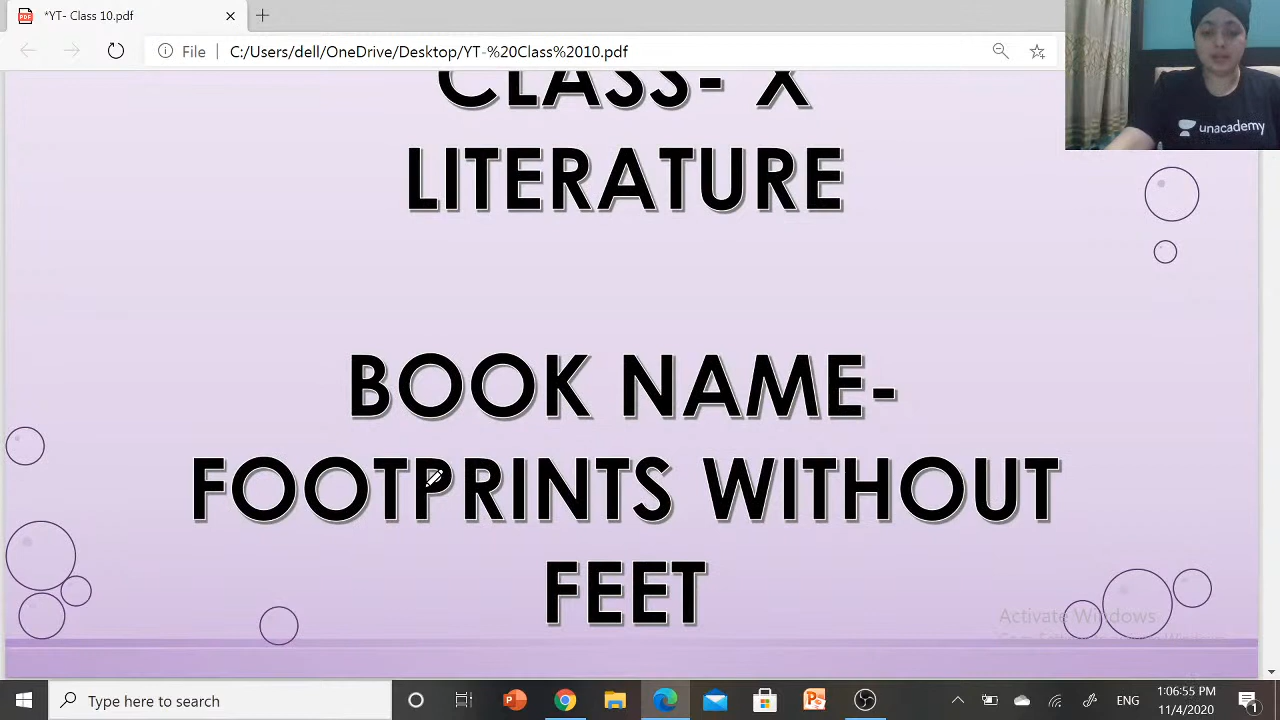 *YT- Class 10.pdf
File
C:/Users/dell/OneDrive/Desktop/YT-%20Class%2010.pdf
unacademy
CLASS- X
LITERATURE
BOOK NAME-
FOOTPRINTS WITHOUT
FEET
Activate Windows
Type here to search
ENG
1:06:55 PM
11/4/2020
1